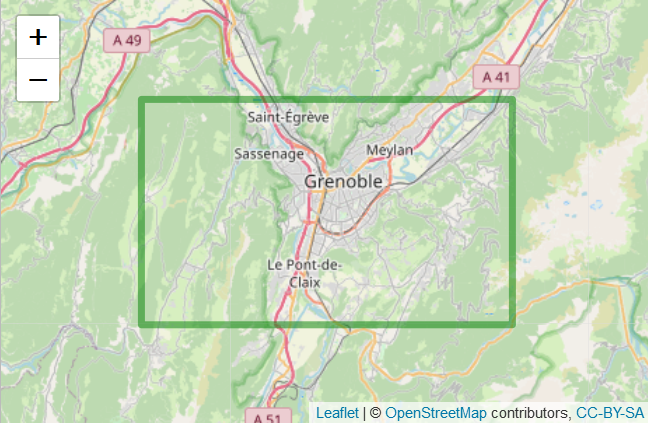 +
−
A 49
A 41
Saint-Égrève
Sassenage
Meylan
Grenoble
Le Pont-de-
Claix
A 51
Leaflet | © OpenStreetMap contributors, CC-BY-SA